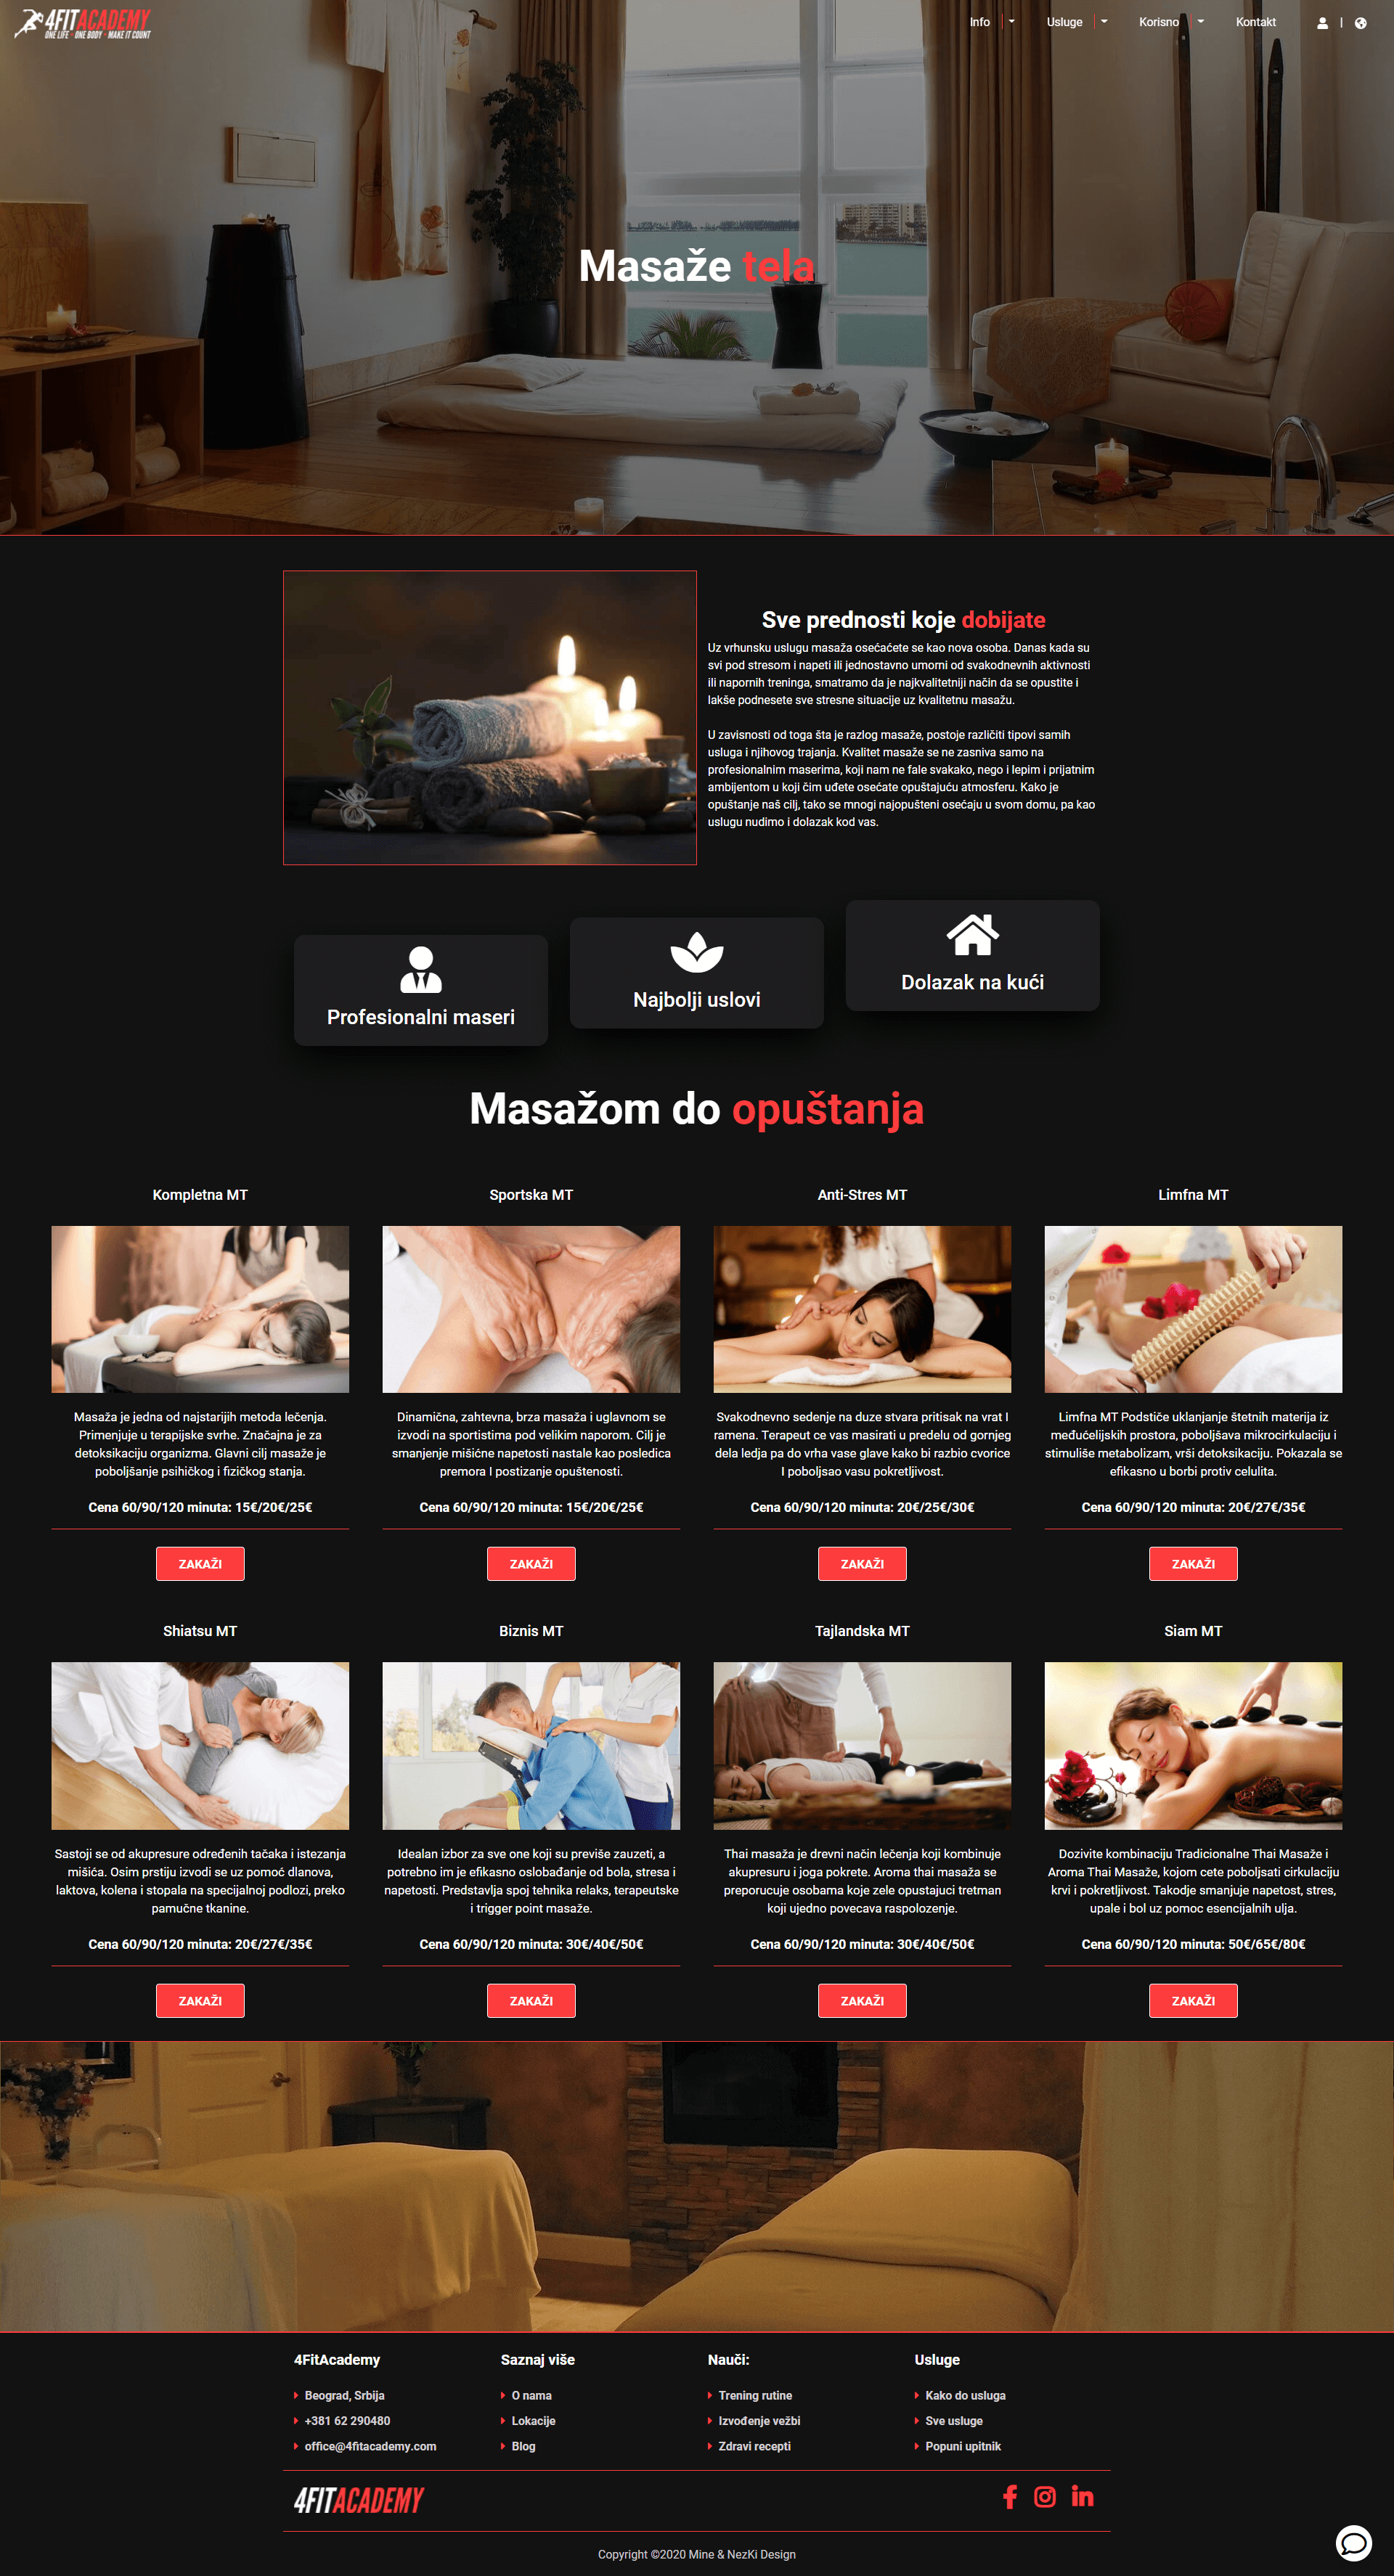 4FITACADEMY
ONE LIFE · ONE BODY · MAKE IT COUNT
Info
Usluge
Korisno
Kontakt
|
Masaže tela
Sve prednosti koje dobijate
Uz vrhunsku uslugu masaža osećaćete se kao nova osoba. Danas kada su
svi pod stresom i napeti ili jednostavno umorni od svakodnevnih aktivnosti
ili napornih treninga, smatramo da je najkvalitetniji način da se opustite i
lakše podnesete sve stresne situacije uz kvalitetnu masažu.
U zavisnosti od toga šta je razlog masaže, postoje različiti tipovi samih
usluga i njihovog trajanja. Kvalitet masaže se ne zasniva samo na
profesionalnim maserima, koji nam ne fale svakako, nego i lepim i prijatnim
ambijentom u koji čim uđete osećate opuštajuću atmosferu. Kako je
opuštanje naš cilj, tako se mnogi najopušteni osećaju u svom domu, pa kao
uslugu nudimo i dolazak kod vas.
Profesionalni maseri
Najbolji uslovi
Dolazak na kući
Masažom do opuštanja
Kompletna MT
Masaža je jedna od najstarijih metoda lečenja.
Primenjuje u terapijske svrhe. Značajna je za
detoksikaciju organizma. Glavni cilj masaže je
poboljšanje psihičkog i fizičkog stanja.
Cena 60/90/120 minuta: 15€/20€/25€
ZAKAŽI
Sportska MT
Dinamična, zahtevna, brza masaža i uglavnom se
izvodi na sportistima pod velikim naporom. Cilj je
smanjenje mišićne napetosti nastale kao posledica
premora I postizanje opuštenosti.
Cena 60/90/120 minuta: 15€/20€/25€
ZAKAŽI
Anti-Stres MT
Svakodnevno sedenje na duze stvara pritisak na vrat I
ramena. Terapeut ce vas masirati u predelu od gornjeg
dela ledja pa do vrha vase glave kako bi razbio cvorice
I poboljsao vasu pokretljivost.
Cena 60/90/120 minuta: 20€/25€/30€
ZAKAŽI
Limfna MT
Limfna MT Podstiče uklanjanje štetnih materija iz
međućelijskih prostora, poboljšava mikrocirkulaciju i
stimuliše metabolizam, vrši detoksikaciju. Pokazala se
efikasno u borbi protiv celulita.
Cena 60/90/120 minuta: 20€/27€/35€
ZAKAŽI
Shiatsu MT
Sastoji se od akupresure određenih tačaka i istezanja
mišića. Osim prstiju izvodi se uz pomoć dlanova,
laktova, kolena i stopala na specijalnoj podlozi, preko
pamučne tkanine.
Cena 60/90/120 minuta: 20€/27€/35€
ZAKAŽI
Biznis MT
Idealan izbor za sve one koji su previše zauzeti, a
potrebno im je efikasno oslobađanje od bola, stresa i
napetosti. Predstavlja spoj tehnika relaks, terapeutske
i trigger point masaže.
Cena 60/90/120 minuta: 30€/40€/50€
ZAKAŽI
Tajlandska MT
Thai masaža je drevni način lečenja koji kombinuje
akupresuru i joga pokrete. Aroma thai masaža se
preporucuje osobama koje zele opustajuci tretman
koji ujedno povecava raspolozenje.
Cena 60/90/120 minuta: 30€/40€/50€
ZAKAŽI
Siam MT
Dozivite kombinaciju Tradicionalne Thai Masaže i
Aroma Thai Masaže, kojom cete poboljsati cirkulaciju
krvi i pokretljivost. Takodje smanjuje napetost, stres,
upale i bol uz pomoc esencijalnih ulja.
Cena 60/90/120 minuta: 50€/65€/80€
ZAKAŽI
4FitAcademy
Beograd, Srbija
+381 62 290480
office@4fitacademy.com
Saznaj više
O nama
Lokacije
Blog
Nauči:
Trening rutine
Izvođenje vežbi
Zdravi recepti
Usluge
Kako do usluga
Sve usluge
Popuni upitnik
4FITACADEMY
Copyright ©2020 Mine & NezKi Design